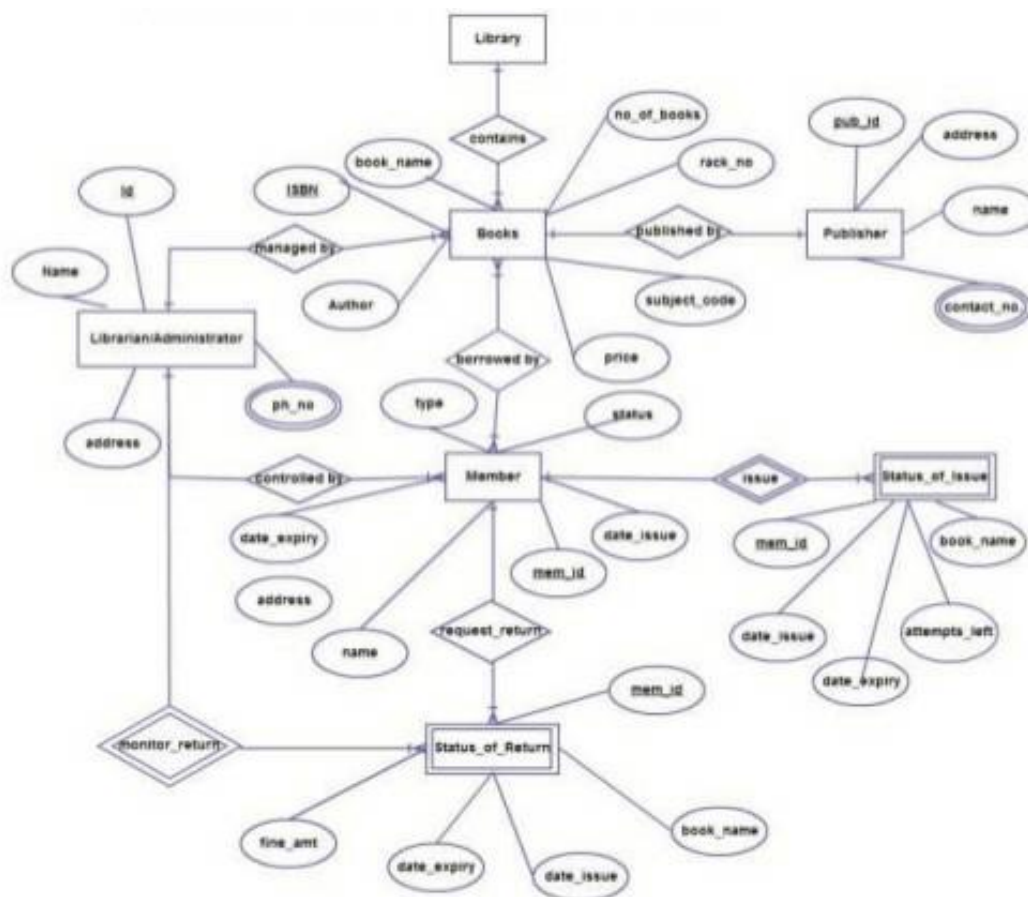 Library
no_of_books
pub_id
address
contains
book_name
rack_no
Id
ISBN
name
Books
published by
Publisher
managed by
Name
Author
subject_code
contact_no
Librarian/Administrator
borrowed by
price
type
status
ph_no
address
controlled by
Member
issue
Status_of_Issue
date_expiry
date_issue
mem_id
book_name
mem_id
address
request_return
date_issue
attempts_left
name
date_expiry
mem_id
monitor_return
Status_of_Return
fine_amt
book_name
date_expiry
date_issue